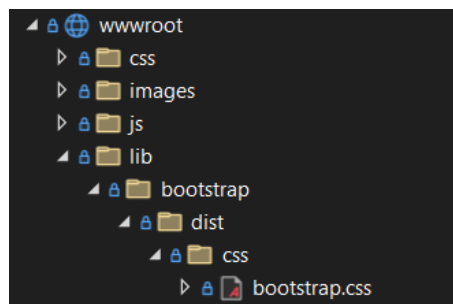 wwwroot
css
images
js
lib
bootstrap
dist
css
bootstrap.css